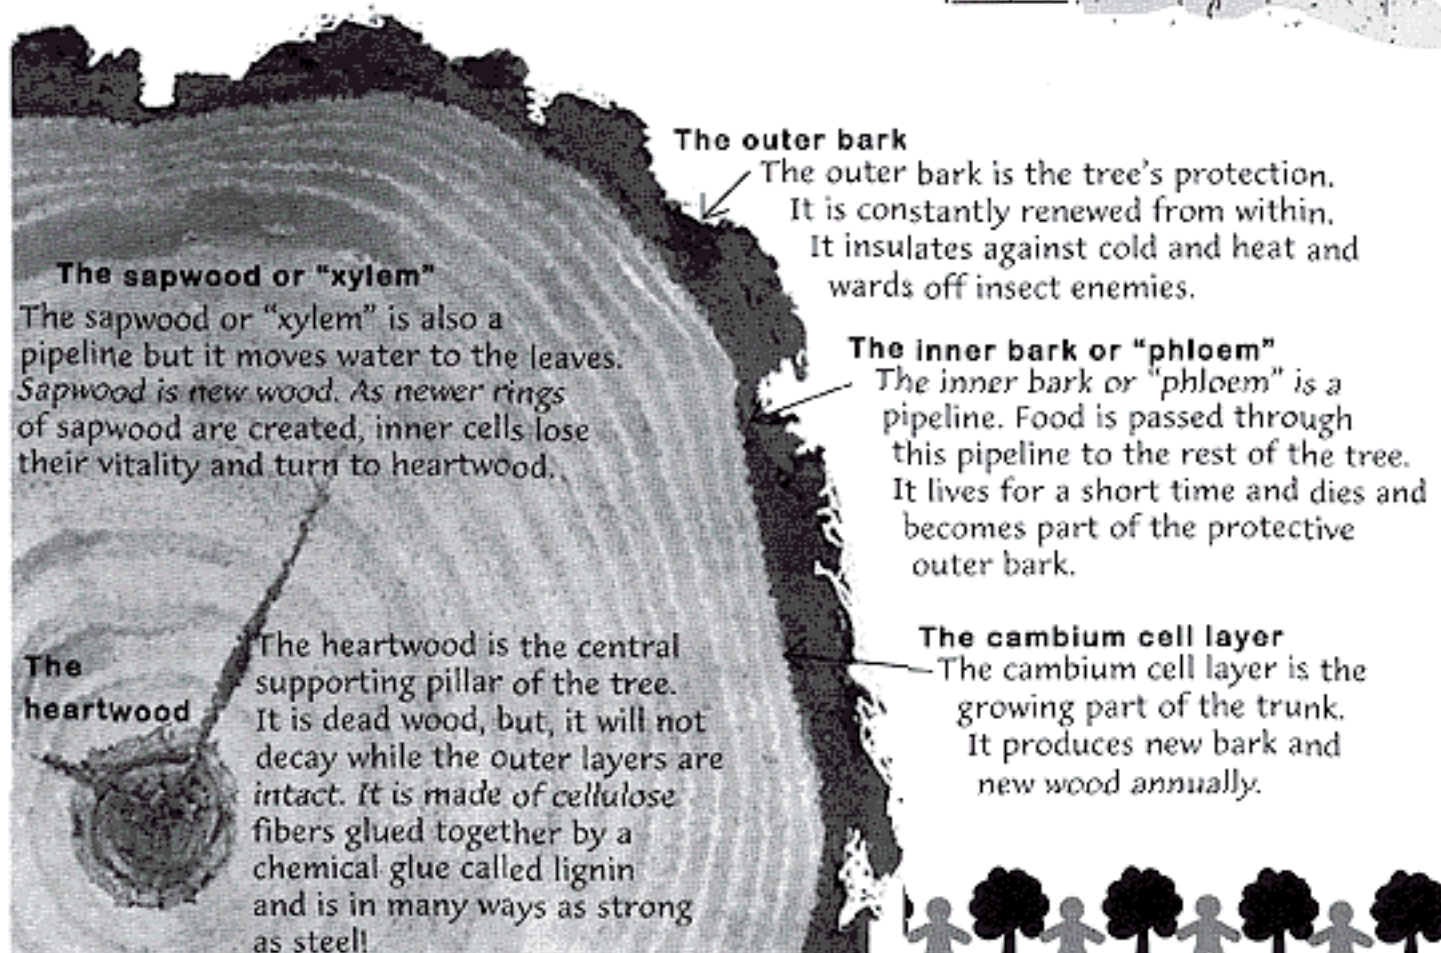 The outer bark
The outer bark is the tree's protection.
It is constantly renewed from within.
It insulates against cold and heat and
wards off insect enemies.
The sapwood or "xylem"
The sapwood or "xylem" is also a
pipeline but it moves water to the leaves.
Sapwood is new wood. As newer rings
of sapwood are created, inner cells lose
their vitality and turn to heartwood.
The inner bark or "phloem"
The inner bark or "phloem" is a
pipeline. Food is passed through
this pipeline to the rest of the tree.
It lives for a short time and dies and
becomes part of the protective
outer bark.
The cambium cell layer
The cambium cell layer is the
growing part of the trunk.
It produces new bark and
new wood annually.
The
heartwood
The heartwood is the central
supporting pillar of the tree.
It is dead wood, but, it will not
decay while the outer layers are
intact. It is made of cellulose
fibers glued together by a
chemical glue called lignin
and is in many ways as strong
as steel!